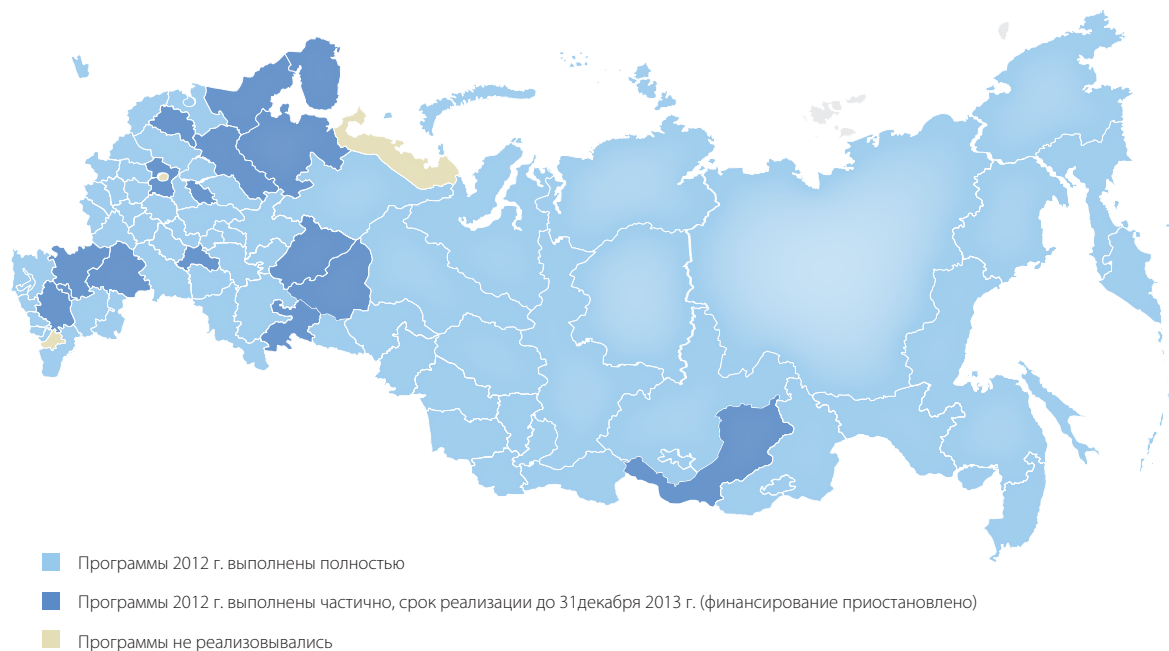 Программы 2012 г. выполнены полностью
Программы 2012 г. выполнены частично, срок реализации до 31декабря 2013 г. (финансирование приостановлено)
Программы не реализовывались